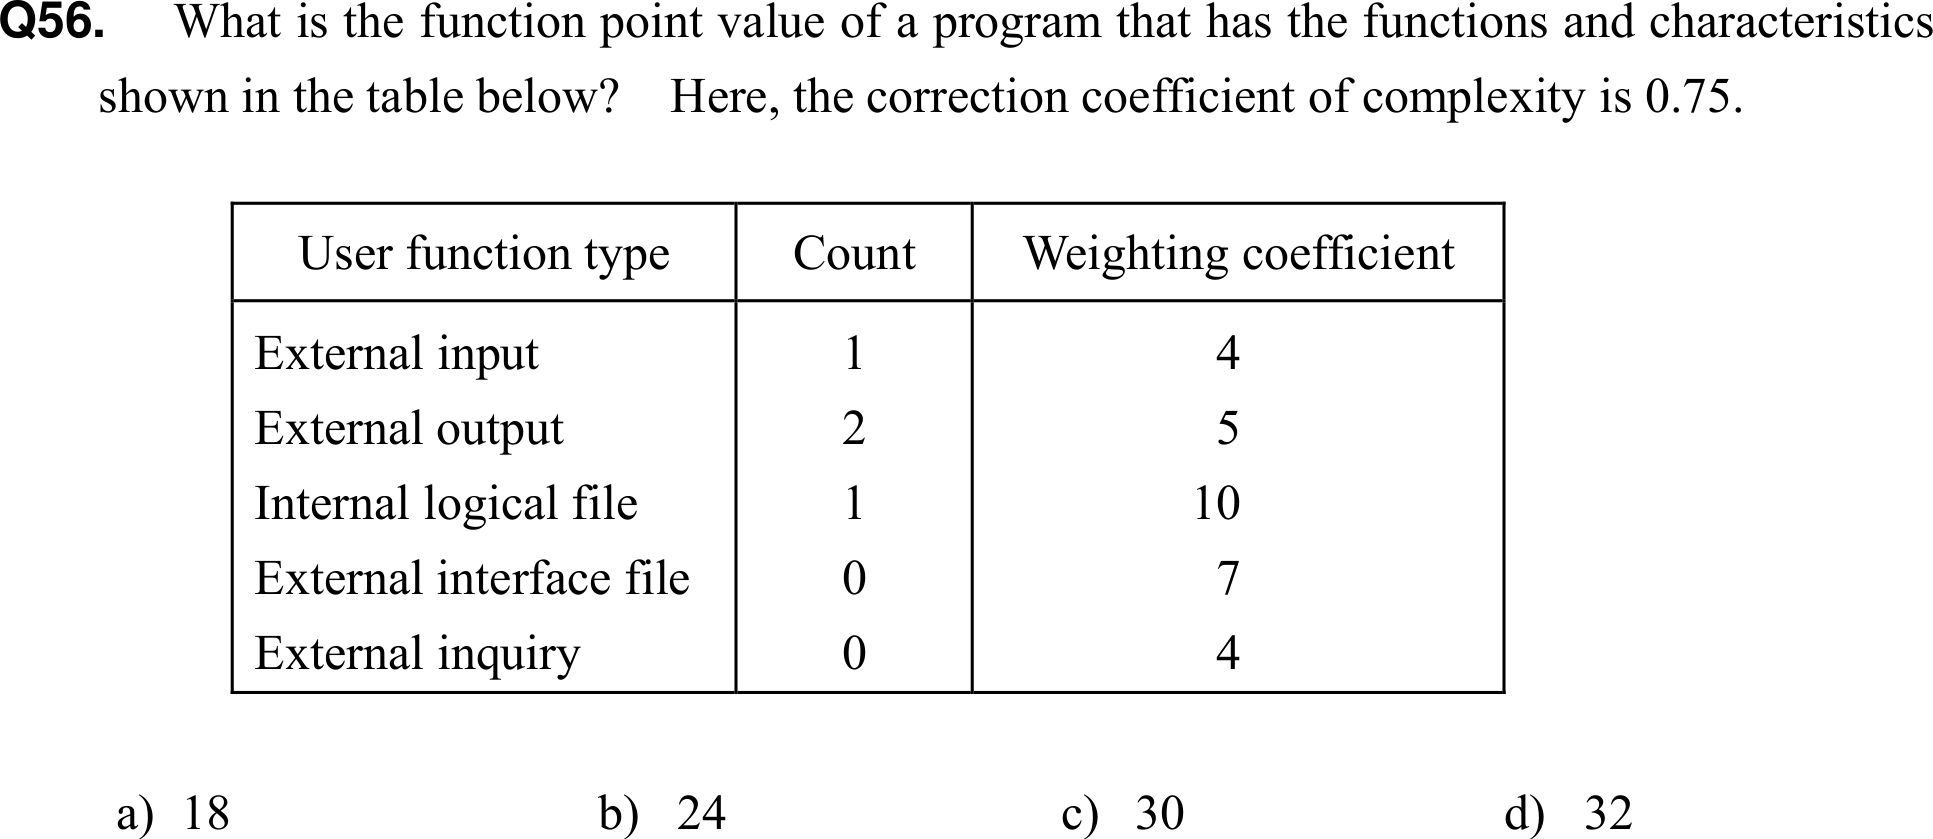 Q56. What is the function point value of a program that has the functions and characteristics
shown in the table below? Here, the correction coefficient of complexity is 0.75.
User function type Count Weighting coefficient
External input 1 4
External output 2 5
Internal logical file 1 10
External interface file 0 7
External inquiry 0 4
a) 18 b) 24 c) 30 d) 32